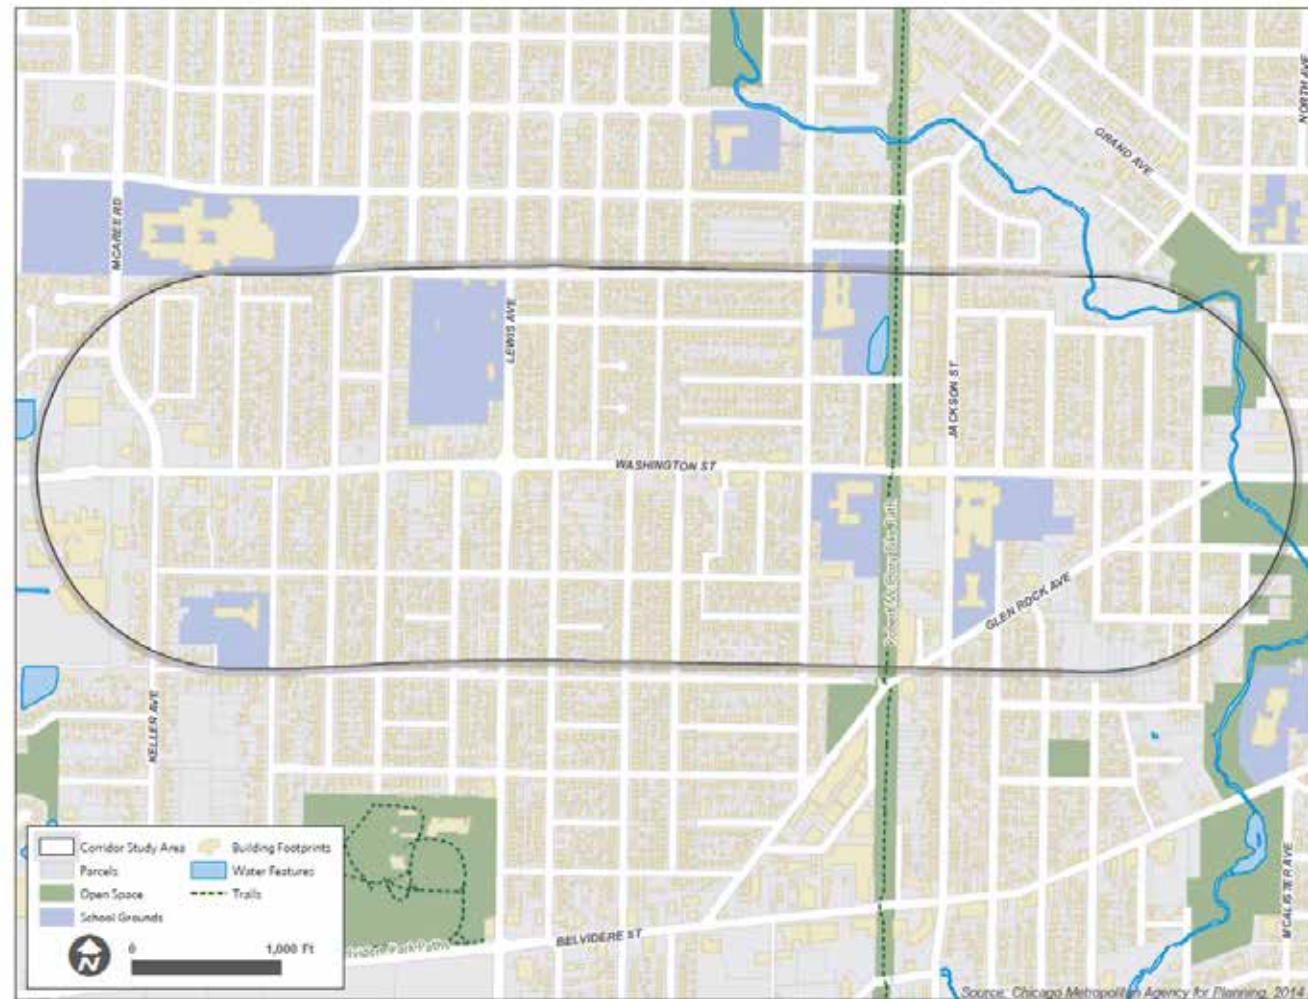 NORTH AVE
GRAND AVE
MCAREE RD
LEWIS AVE
JACKSON ST
WASHINGTON ST
GLEN ROCK AVE
KELLER AVE
Corridor Study Area
Parcels
Open Space
School Grounds
Building Footprints
Water Features
Trails
N
0 1,000 Ft
Park
BELVIDERE ST
MCALISTER AVE
Source: Chicago Metropolitan Agency for Planning, 2014